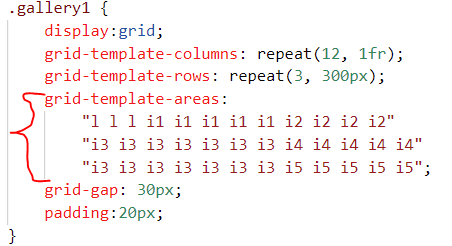 .gallery1 {
display:grid;
grid-template-columns: repeat(12, 1fr);
grid-template-rows: repeat(3, 300px);
grid-template-areas:
"l l l i1 i1 i1 i1 i1 i2 i2 i2 i2"
"i3 i3 i3 i3 i3 i3 i3 i4 i4 i4 i4 i4"
"i3 i3 i3 i3 i3 i3 i3 i5 i5 i5 i5 i5";
grid-gap: 30px;
padding:20px;
}